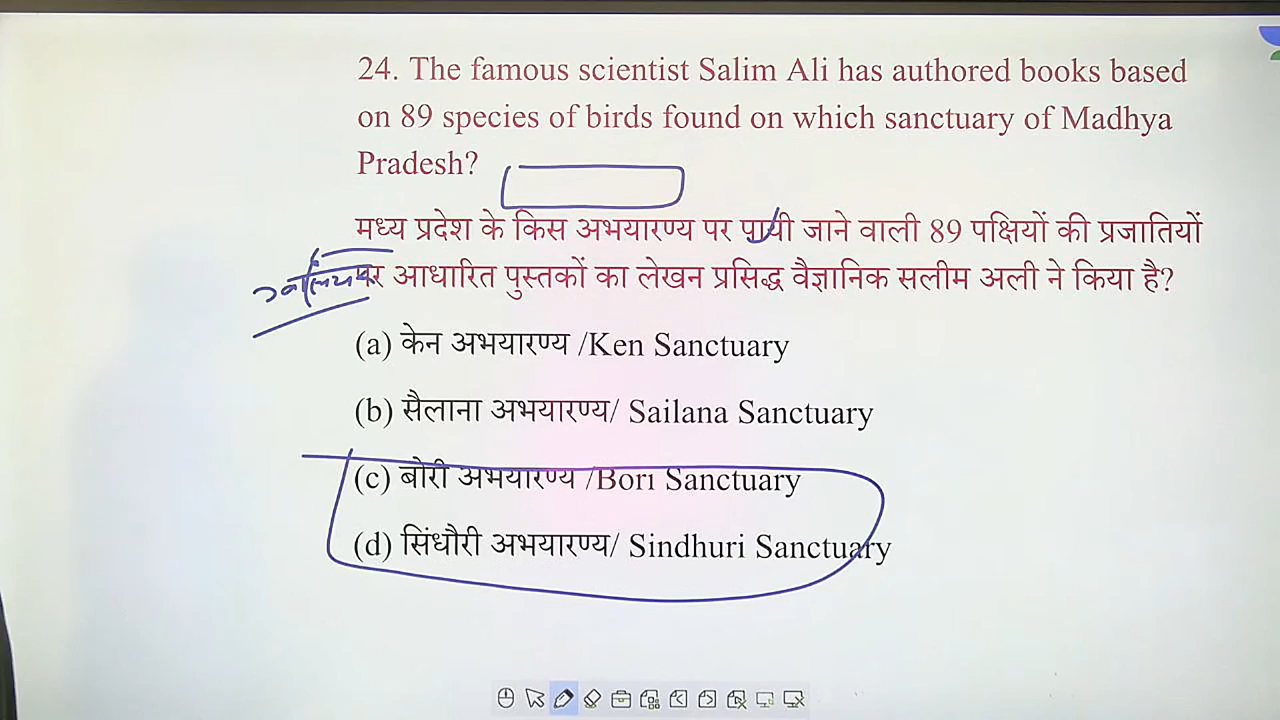 24. The famous scientist Salim Ali has authored books based
on 89 species of birds found on which sanctuary of Madhya
Pradesh?
मध्य प्रदेश के किस अभयारण्य पर पायी जाने वाली 89 पक्षियों की प्रजातियों
पर आधारित पुस्तकों का लेखन प्रसिद्ध वैज्ञानिक सलीम अली ने किया है?
(a) केन अभयारण्य /Ken Sanctuary
(b) सैलाना अभयारण्य/ Sailana Sanctuary
(c) बोरी अभयारण्य /Bori Sanctuary
(d) सिंधौरी अभयारण्य/ Sindhuri Sanctuary